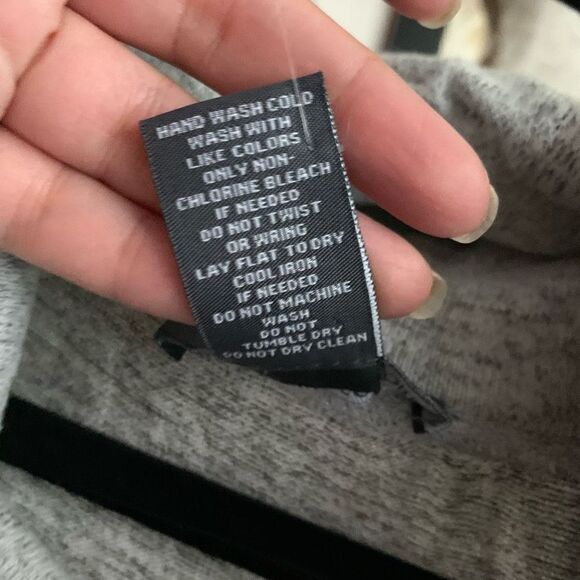 HAND WASH COLD
WASH WITH
LIKE COLORS
ONLY NON-
CHLORINE BLEACH
IF NEEDED
DO NOT TWIST
OR WRING
LAY FLAT TO DRY
COOL IRON
IF NEEDED
DO NOT MACHINE
WASH
DO NOT
TUMBLE DRY
DO NOT DRY CLEAN